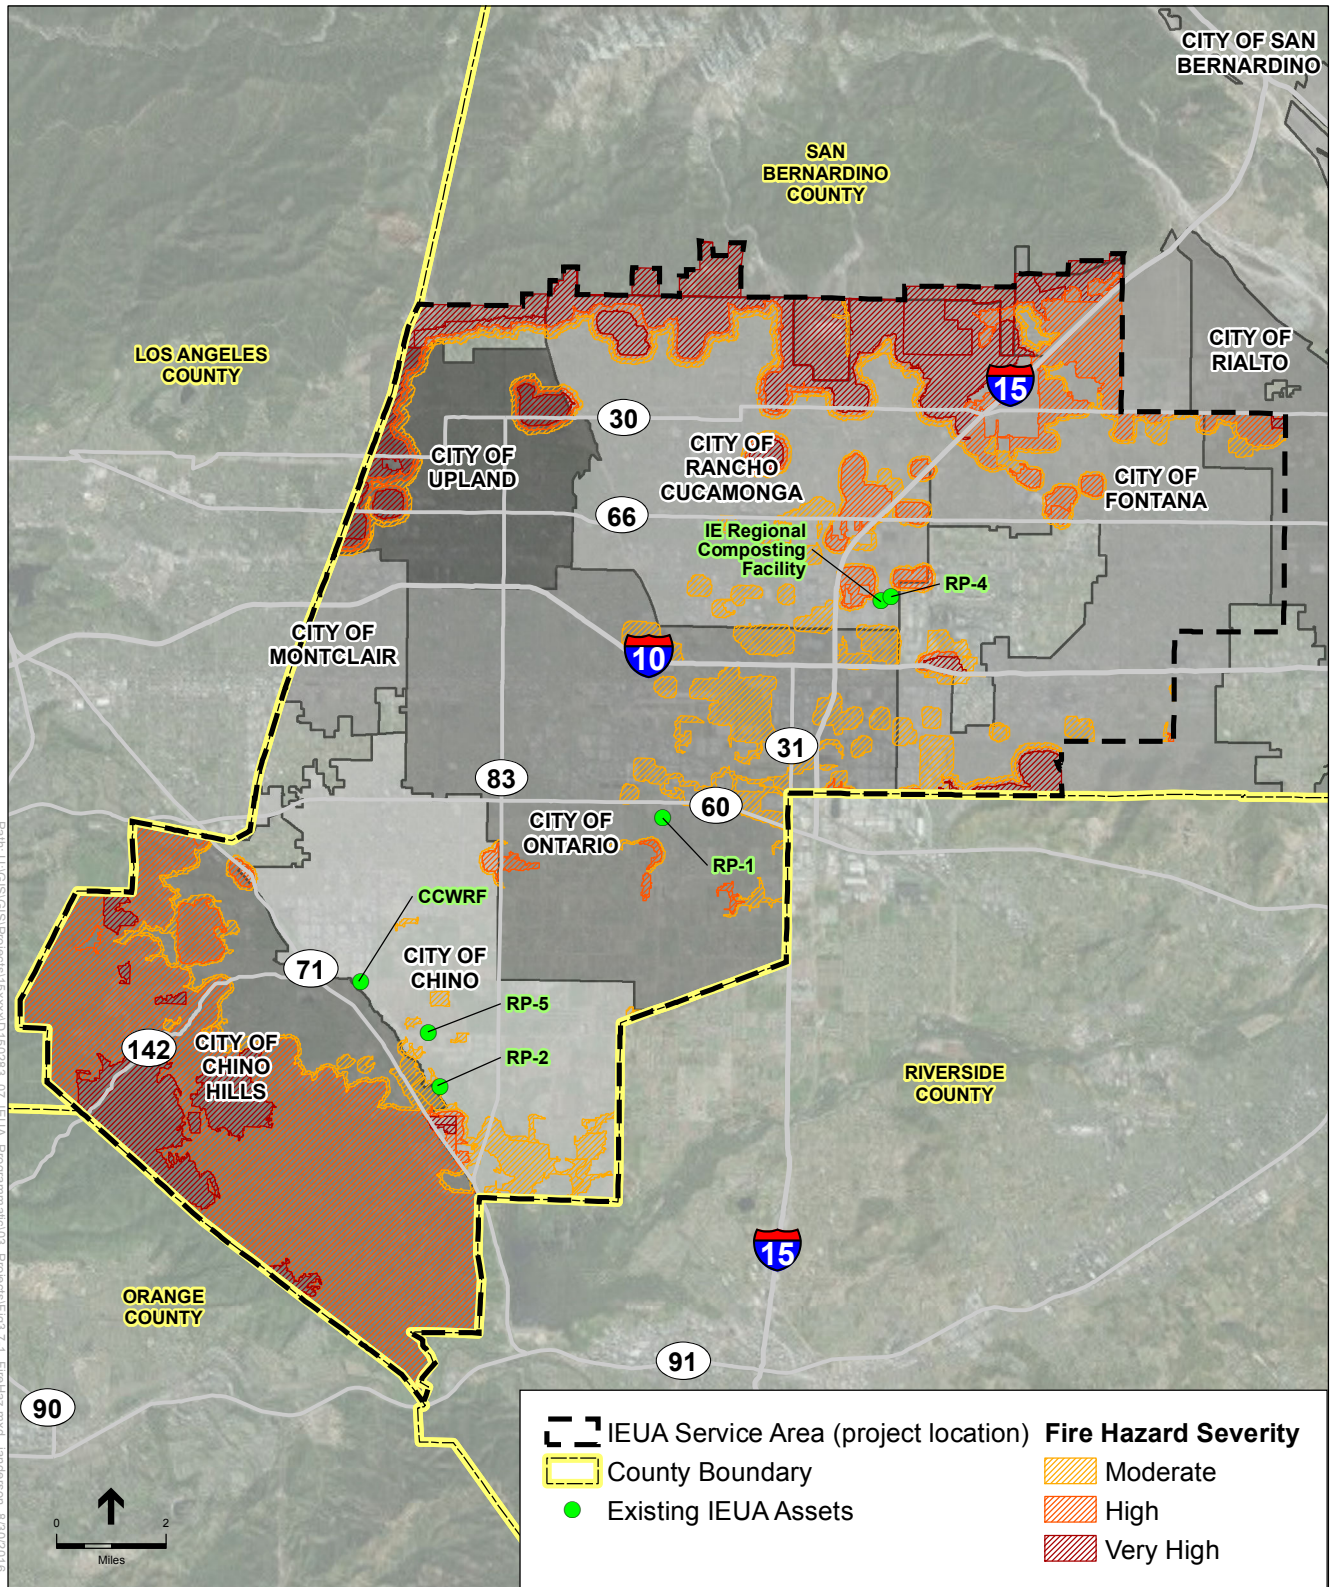 CITY OF SAN
BERNARDINO
SAN
BERNARDINO
COUNTY
LOS ANGELES
COUNTY
CITY OF
RIALTO
15
30
CITY OF
UPLAND
CITY OF
RANCHO
CUCAMONGA
CITY OF
FONTANA
66
IE Regional
Composting
Facility
RP-4
CITY OF
MONTCLAIR
10
31
83
60
CITY OF
ONTARIO
RP-1
CCWRF
CITY OF
CHINO
71
RP-5
142
CITY OF
CHINO
HILLS
RP-2
RIVERSIDE
COUNTY
15
ORANGE
COUNTY
91
90
0 2
Miles
IEUA Service Area (project location)
County Boundary
Existing IEUA Assets
Fire Hazard Severity
Moderate
High
Very High